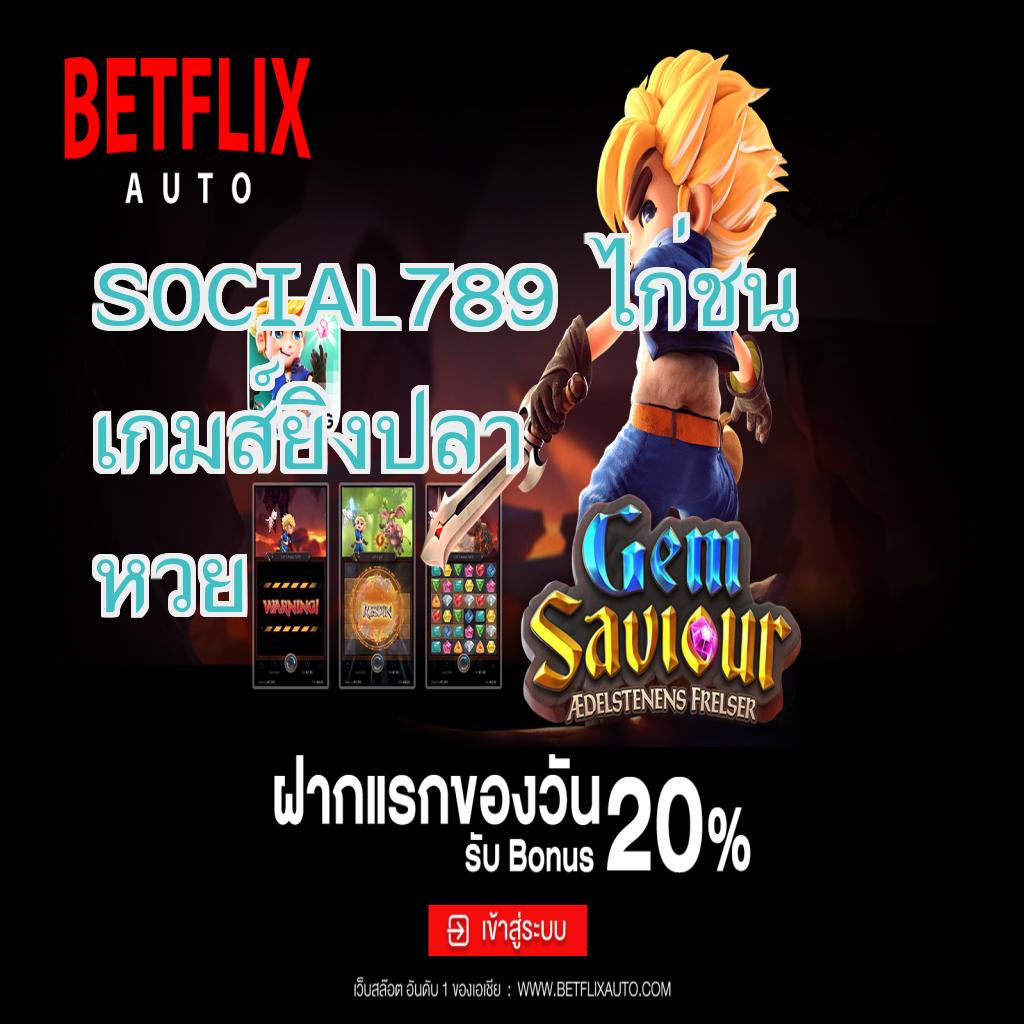 BETFLIX
AUTO
SOCIAL789 ไก่ชน
เกมส์ยิงปลา
หวย
WARNING!
Gem
Saviour
ÆDELSTENENS FRELSER
ฝากแรกของวัน
รับ Bonus 20%
เข้าสู่ระบบ
เว็บสล๊อต อันดับ 1 ของเอเชีย : WWW.BETFLIXAUTO.COM